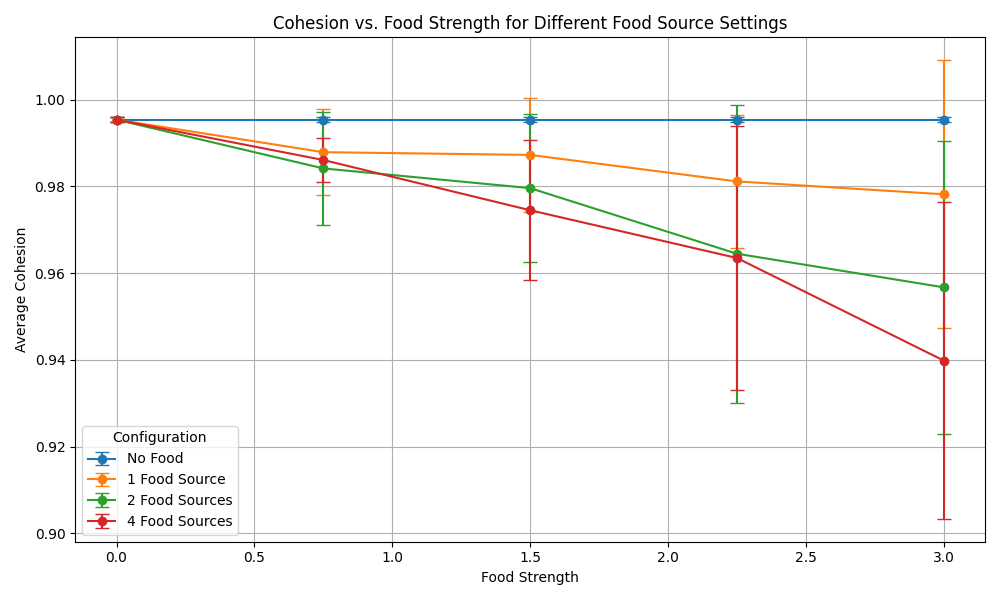 Cohesion vs. Food Strength for Different Food Source Settings
Average Cohesion
1.00
0.98
0.96
0.94
0.92
0.90
Configuration
No Food
1 Food Source
2 Food Sources
4 Food Sources
0.0
0.5
1.0
1.5
2.0
2.5
3.0
Food Strength